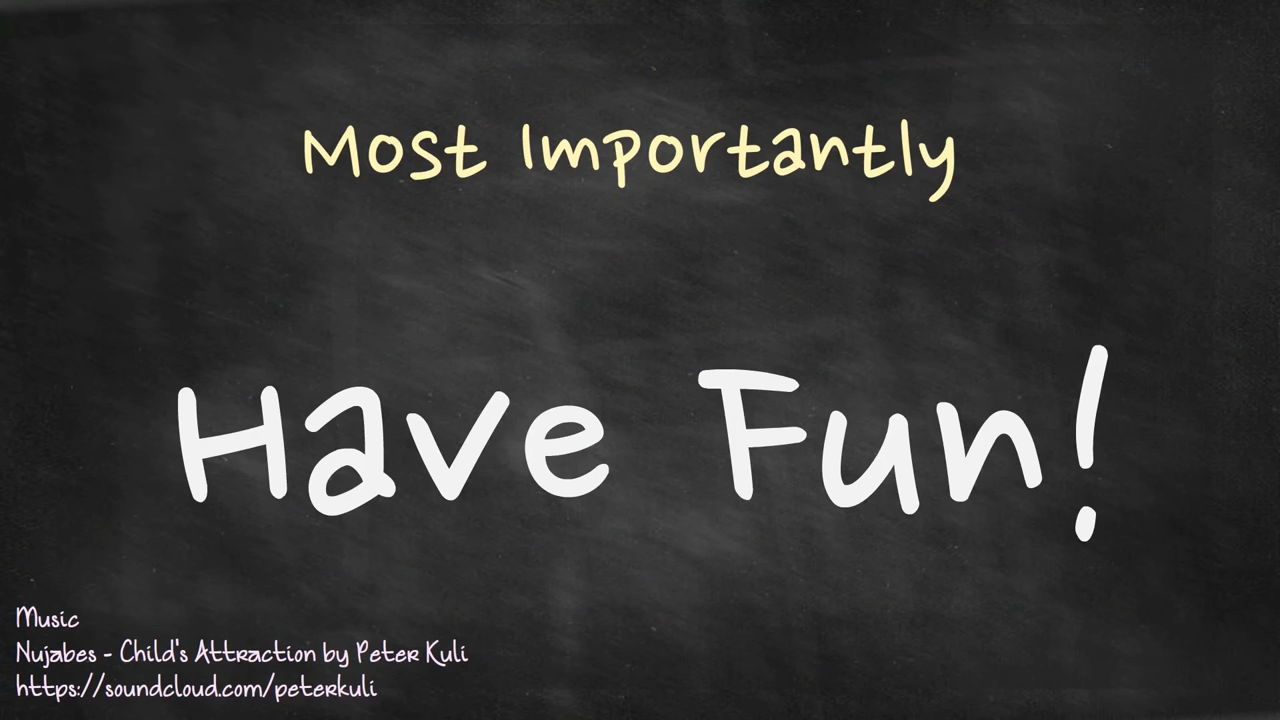 Most Importantly
Have Fun!
Music
Nujabes - Child's Attraction by Peter Kuli
https://soundcloud.com/peterkuli